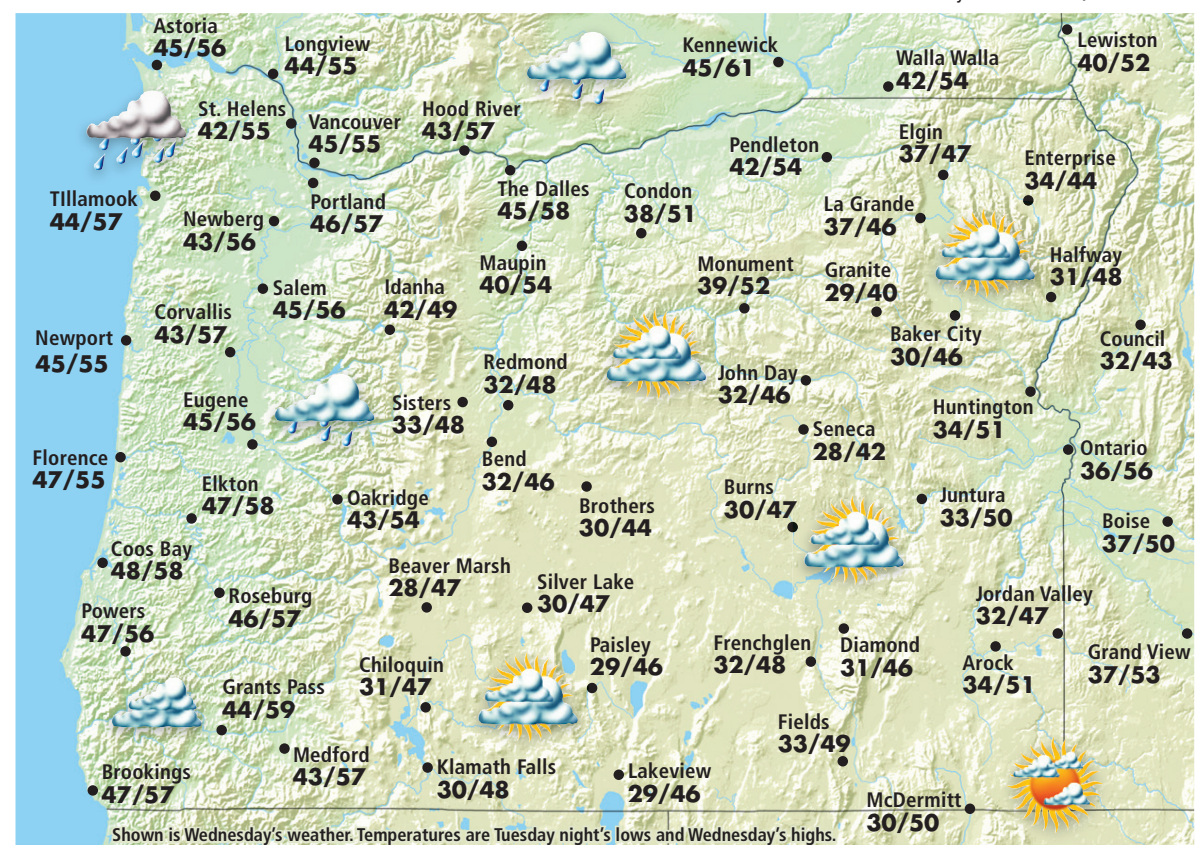 Astoria
45/56
Longview
44/55
Kennewick
45/61
Walla Walla
42/54
Lewiston
40/52
St. Helens
42/55
Vancouver
45/55
Hood River
43/57
Pendleton
42/54
Elgin
37/47
Enterprise
34/44
TIllamook
44/57
Newberg
43/56
Portland
46/57
The Dalles
45/58
Condon
38/51
La Grande
37/46
Maupin
40/54
Monument
39/52
Granite
29/40
Halfway
31/48
Salem
45/56
Idanha
42/49
Corvallis
43/57
Newport
45/55
Baker City
30/46
Council
32/43
Redmond
32/48
John Day
32/46
Eugene
45/56
Sisters
33/48
Huntington
34/51
Seneca
28/42
Ontario
36/56
Florence
47/55
Bend
32/46
Elkton
47/58
Oakridge
43/54
Brothers
30/44
Burns
30/47
Juntura
33/50
Boise
37/50
Coos Bay
48/58
Beaver Marsh
28/47
Silver Lake
30/47
Roseburg
46/57
Jordan Valley
32/47
Powers
47/56
Paisley
29/46
Frenchglen
32/48
Diamond
31/46
Arock
34/51
Grand View
37/53
Chiloquin
31/47
Grants Pass
44/59
Fields
33/49
Medford
43/57
Brookings
47/57
Klamath Falls
30/48
Lakeview
29/46
McDermitt
30/50
Shown is Wednesday's weather. Temperatures are Tuesday night's lows and Wednesday's highs.